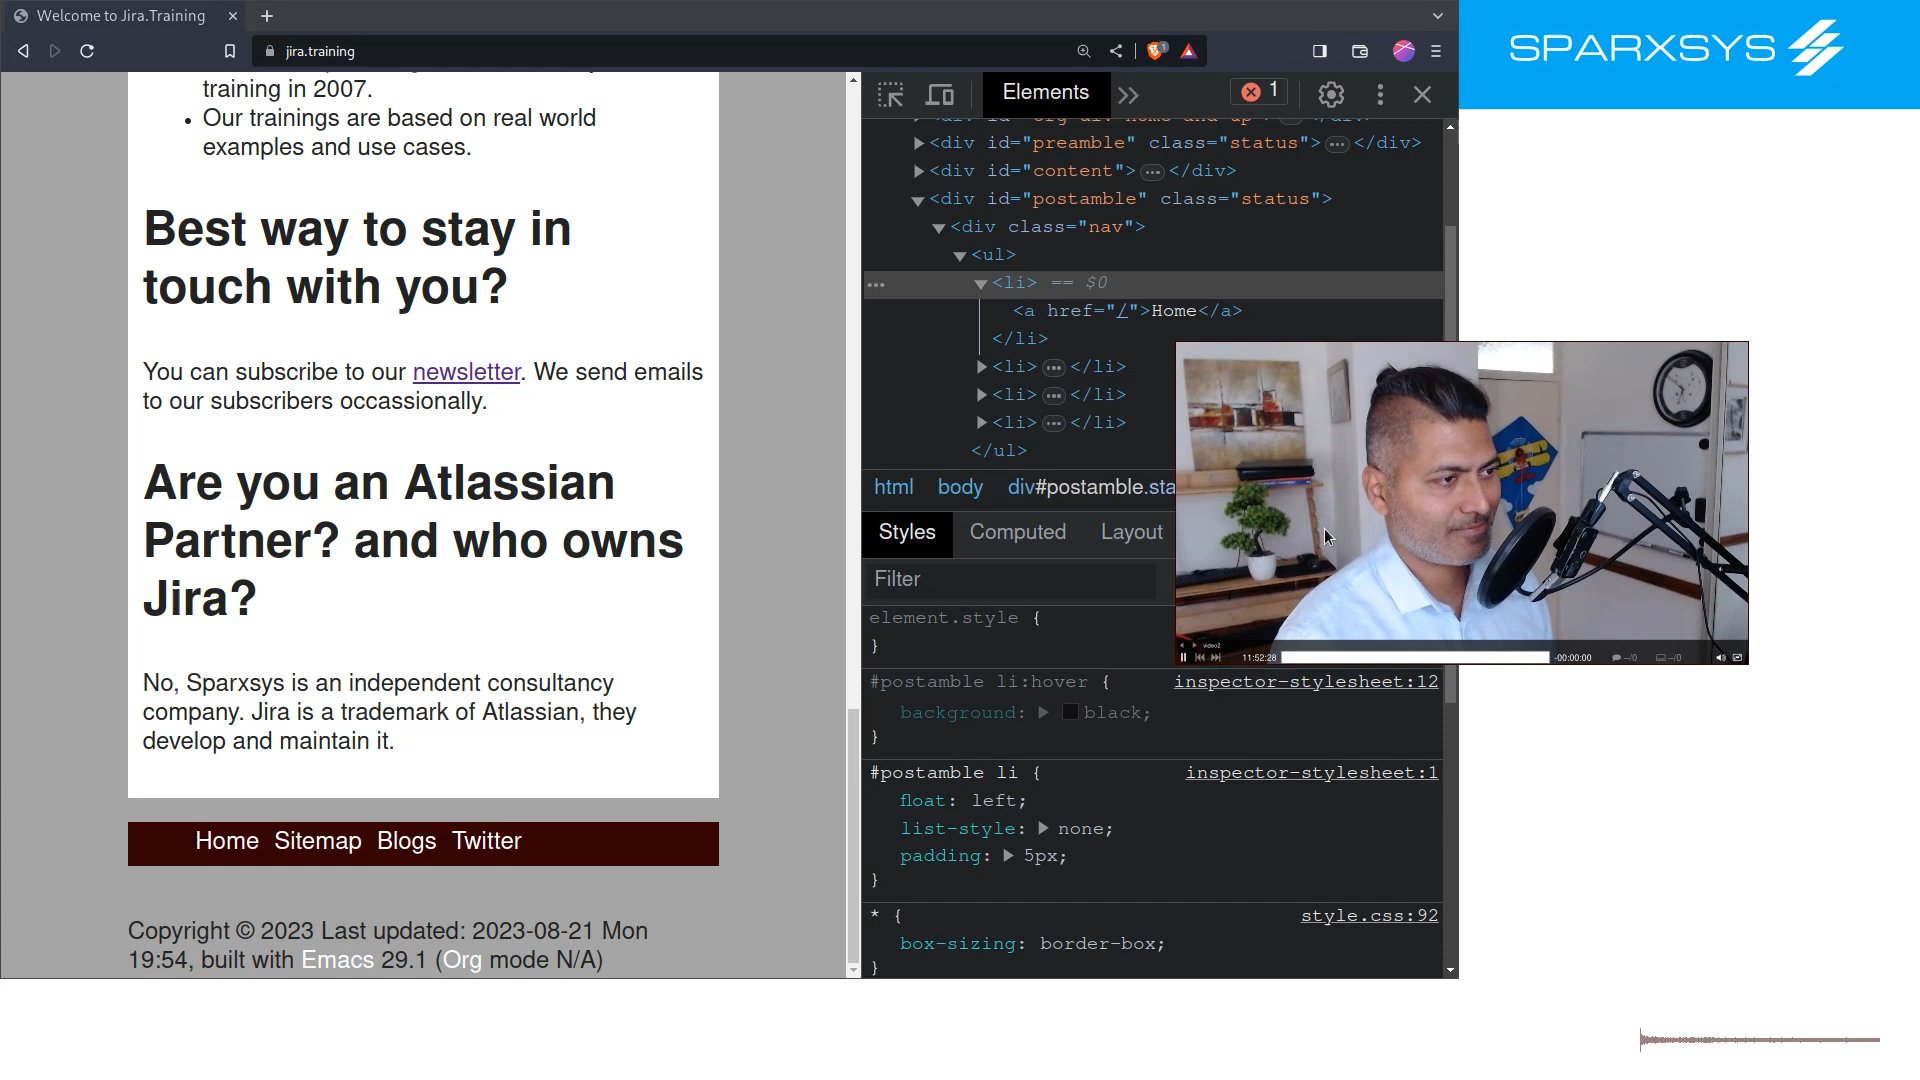 Welcome to Jira.Training
jira.training
1
SPARXSYS
training in 2007.
Our trainings are based on real world
examples and use cases.
Best way to stay in
touch with you?
You can subscribe to our newsletter. We send emails
to our subscribers occassionally.
Are you an Atlassian
Partner? and who owns
Jira?
No, Sparxsys is an independent consultancy
company. Jira is a trademark of Atlassian, they
develop and maintain it.
Home Sitemap Blogs Twitter
Copyright © 2023 Last updated: 2023-08-21 Mon
19:54, built with Emacs 29.1 (Org mode N/A)
Elements
1
<div id="preamble" class="status"> </div>
<div id="content"> </div>
<div id="postamble" class="status">
<div class="nav">
<ul>
<li> == $0
<a href="/">Home</a>
</li>
<li> </li>
<li> </li>
<li> </li>
</ul>
html body div#postamble.sta
Styles Computed Layout
Filter
element.style {
}
#postamble li:hover { inspector-stylesheet:12
background: black;
}
#postamble li { inspector-stylesheet:1
float: left;
list-style: none;
padding: 5px;
}
* { style.css:92
box-sizing: border-box;
}
video2
11:52:28 -00:00:00 --/0 --/0